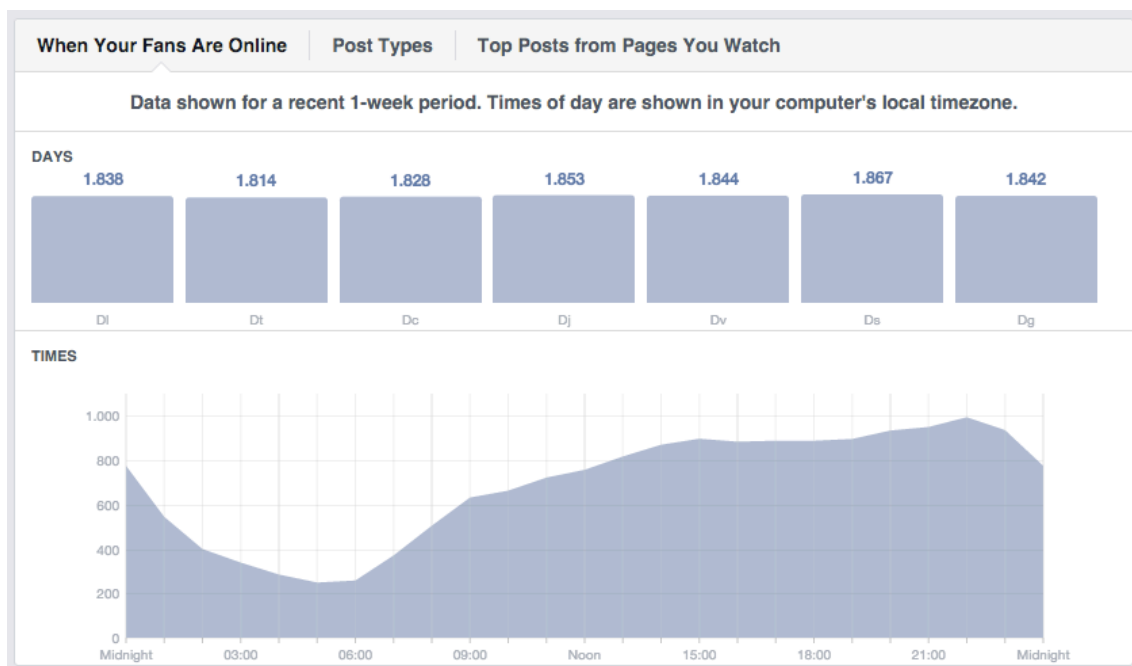 When Your Fans Are Online Post Types Top Posts from Pages You Watch
Data shown for a recent 1-week period. Times of day are shown in your computer's local timezone.
DAYS
1.838 1.814 1.828 1.853 1.844 1.867 1.842
Dl Dt Dc Dj Dv Ds Dg
TIMES
1.000
800
600
400
200
0
Midnight 03:00 06:00 09:00 Noon 15:00 18:00 21:00 Midnight